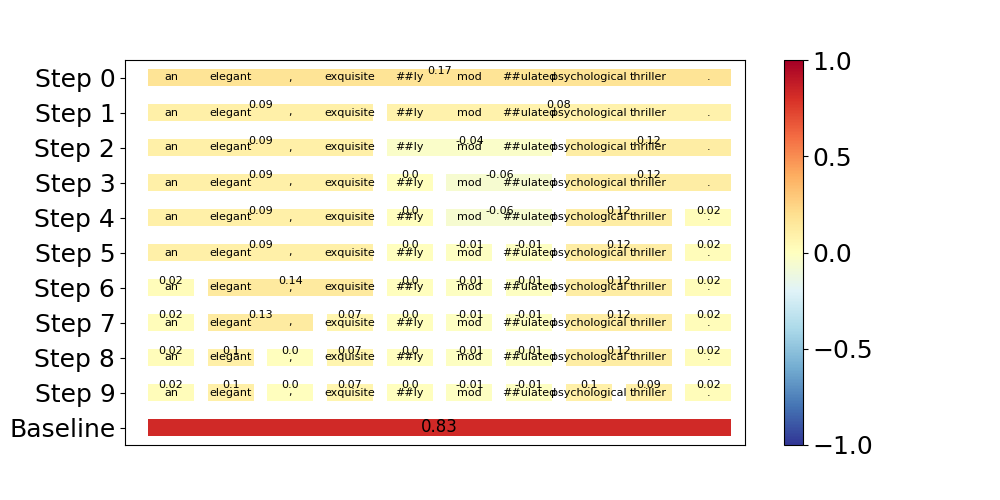 Step 0 an elegant , exquisite ##ly mod ##ulated psychological thriller . 0.17
Step 1 an elegant , exquisite ##ly mod ##ulated psychological thriller . 0.09 0.08
Step 2 an elegant , exquisite ##ly mod ##ulated psychological thriller . 0.09 -0.04 0.12
Step 3 an elegant , exquisite ##ly mod ##ulated psychological thriller . 0.09 0.0 -0.06 0.12
Step 4 an elegant , exquisite ##ly mod ##ulated psychological thriller . 0.09 0.0 -0.06 0.12 0.02
Step 5 an elegant , exquisite ##ly mod ##ulated psychological thriller . 0.09 0.0 -0.01 -0.01 0.12 0.02
Step 6 an elegant , exquisite ##ly mod ##ulated psychological thriller . 0.02 0.14 0.0 -0.01 -0.01 0.12 0.02
Step 7 an elegant , exquisite ##ly mod ##ulated psychological thriller . 0.02 0.13 0.07 0.0 -0.01 -0.01 0.12 0.02
Step 8 an elegant , exquisite ##ly mod ##ulated psychological thriller . 0.02 0.1 0.0 0.07 0.0 -0.01 -0.01 0.12 0.02
Step 9 an elegant , exquisite ##ly mod ##ulated psychological thriller . 0.02 0.1 0.0 0.07 0.0 -0.01 -0.01 0.1 0.09 0.02
Baseline 0.83
1.0
0.5
0.0
−0.5
−1.0